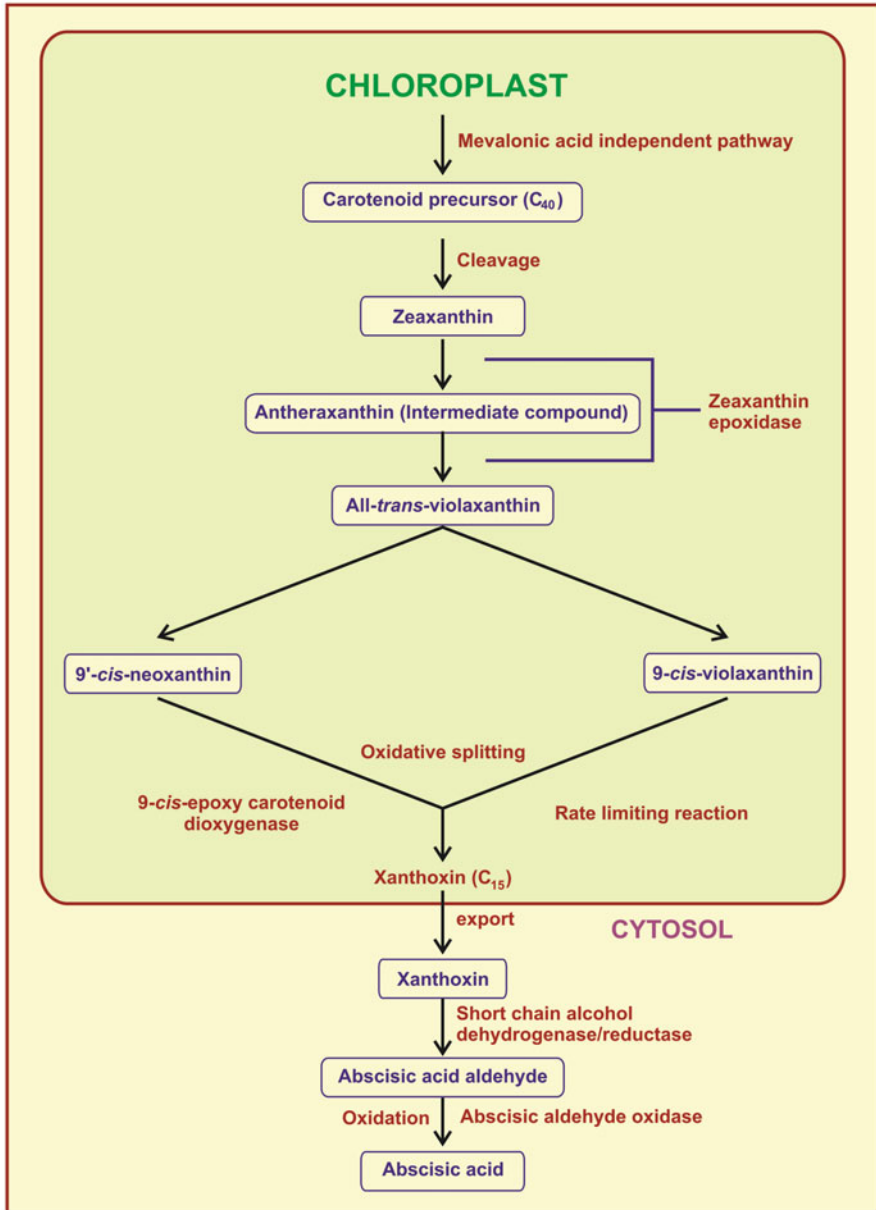 CHLOROPLAST
Mevalonic acid independent pathway
Carotenoid precursor (C₄₀)
Cleavage
Zeaxanthin
Antheraxanthin (Intermediate compound)
Zeaxanthin
epoxidase
All-trans-violaxanthin
9'-cis-neoxanthin
9-cis-violaxanthin
Oxidative splitting
9-cis-epoxy carotenoid
dioxygenase
Rate limiting reaction
Xanthoxin (C₁₅)
export
CYTOSOL
Xanthoxin
Short chain alcohol
dehydrogenase/reductase
Abscisic acid aldehyde
Oxidation
Abscisic aldehyde oxidase
Abscisic acid